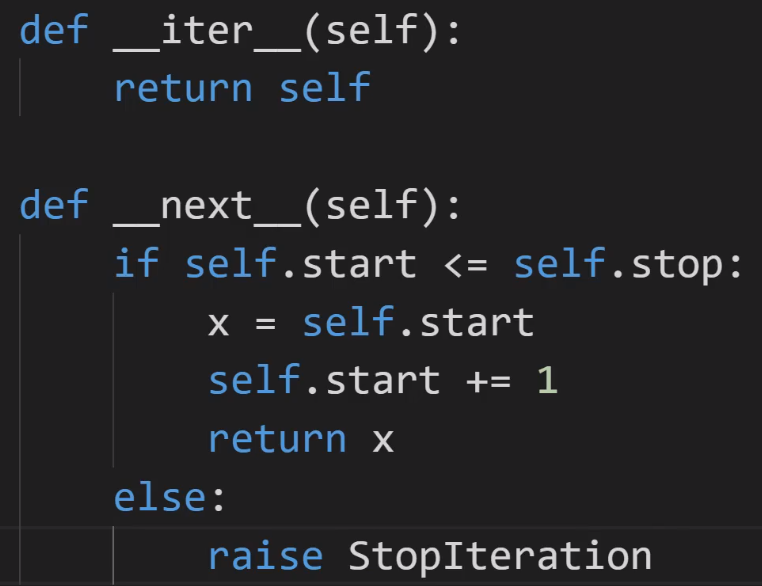 def __iter__(self):
    return self
def __next__(self):
    if self.start <= self.stop:
        x = self.start
        self.start += 1
        return x
    else:
        raise StopIteration